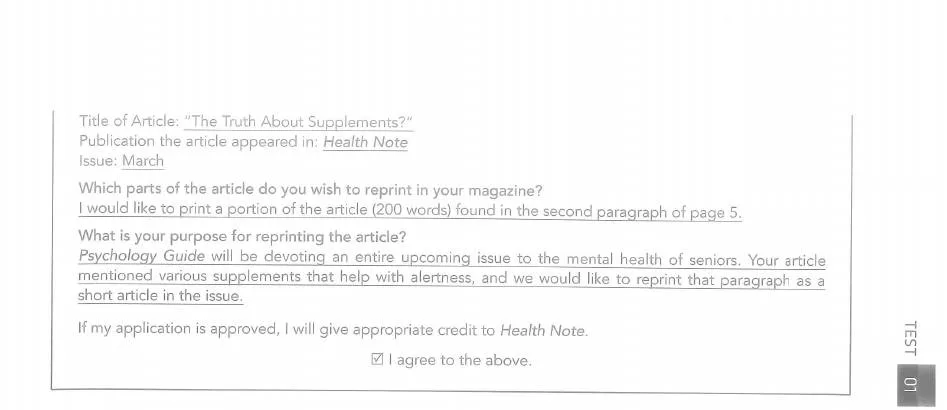 Title of Article: "The Truth About Supplements?"
Publication the article appeared in: Health Note
Issue: March
Which parts of the article do you wish to reprint in your magazine?
I would like to print a portion of the article (200 words) found in the second paragraph of page 5.
What is your purpose for reprinting the article?
Psychology Guide will be devoting an entire upcoming issue to the mental health of seniors. Your article
mentioned various supplements that help with alertness, and we would like to reprint that paragraph as a
short article in the issue.
If my application is approved, I will give appropriate credit to Health Note.
☑ I agree to the above.
TEST 01